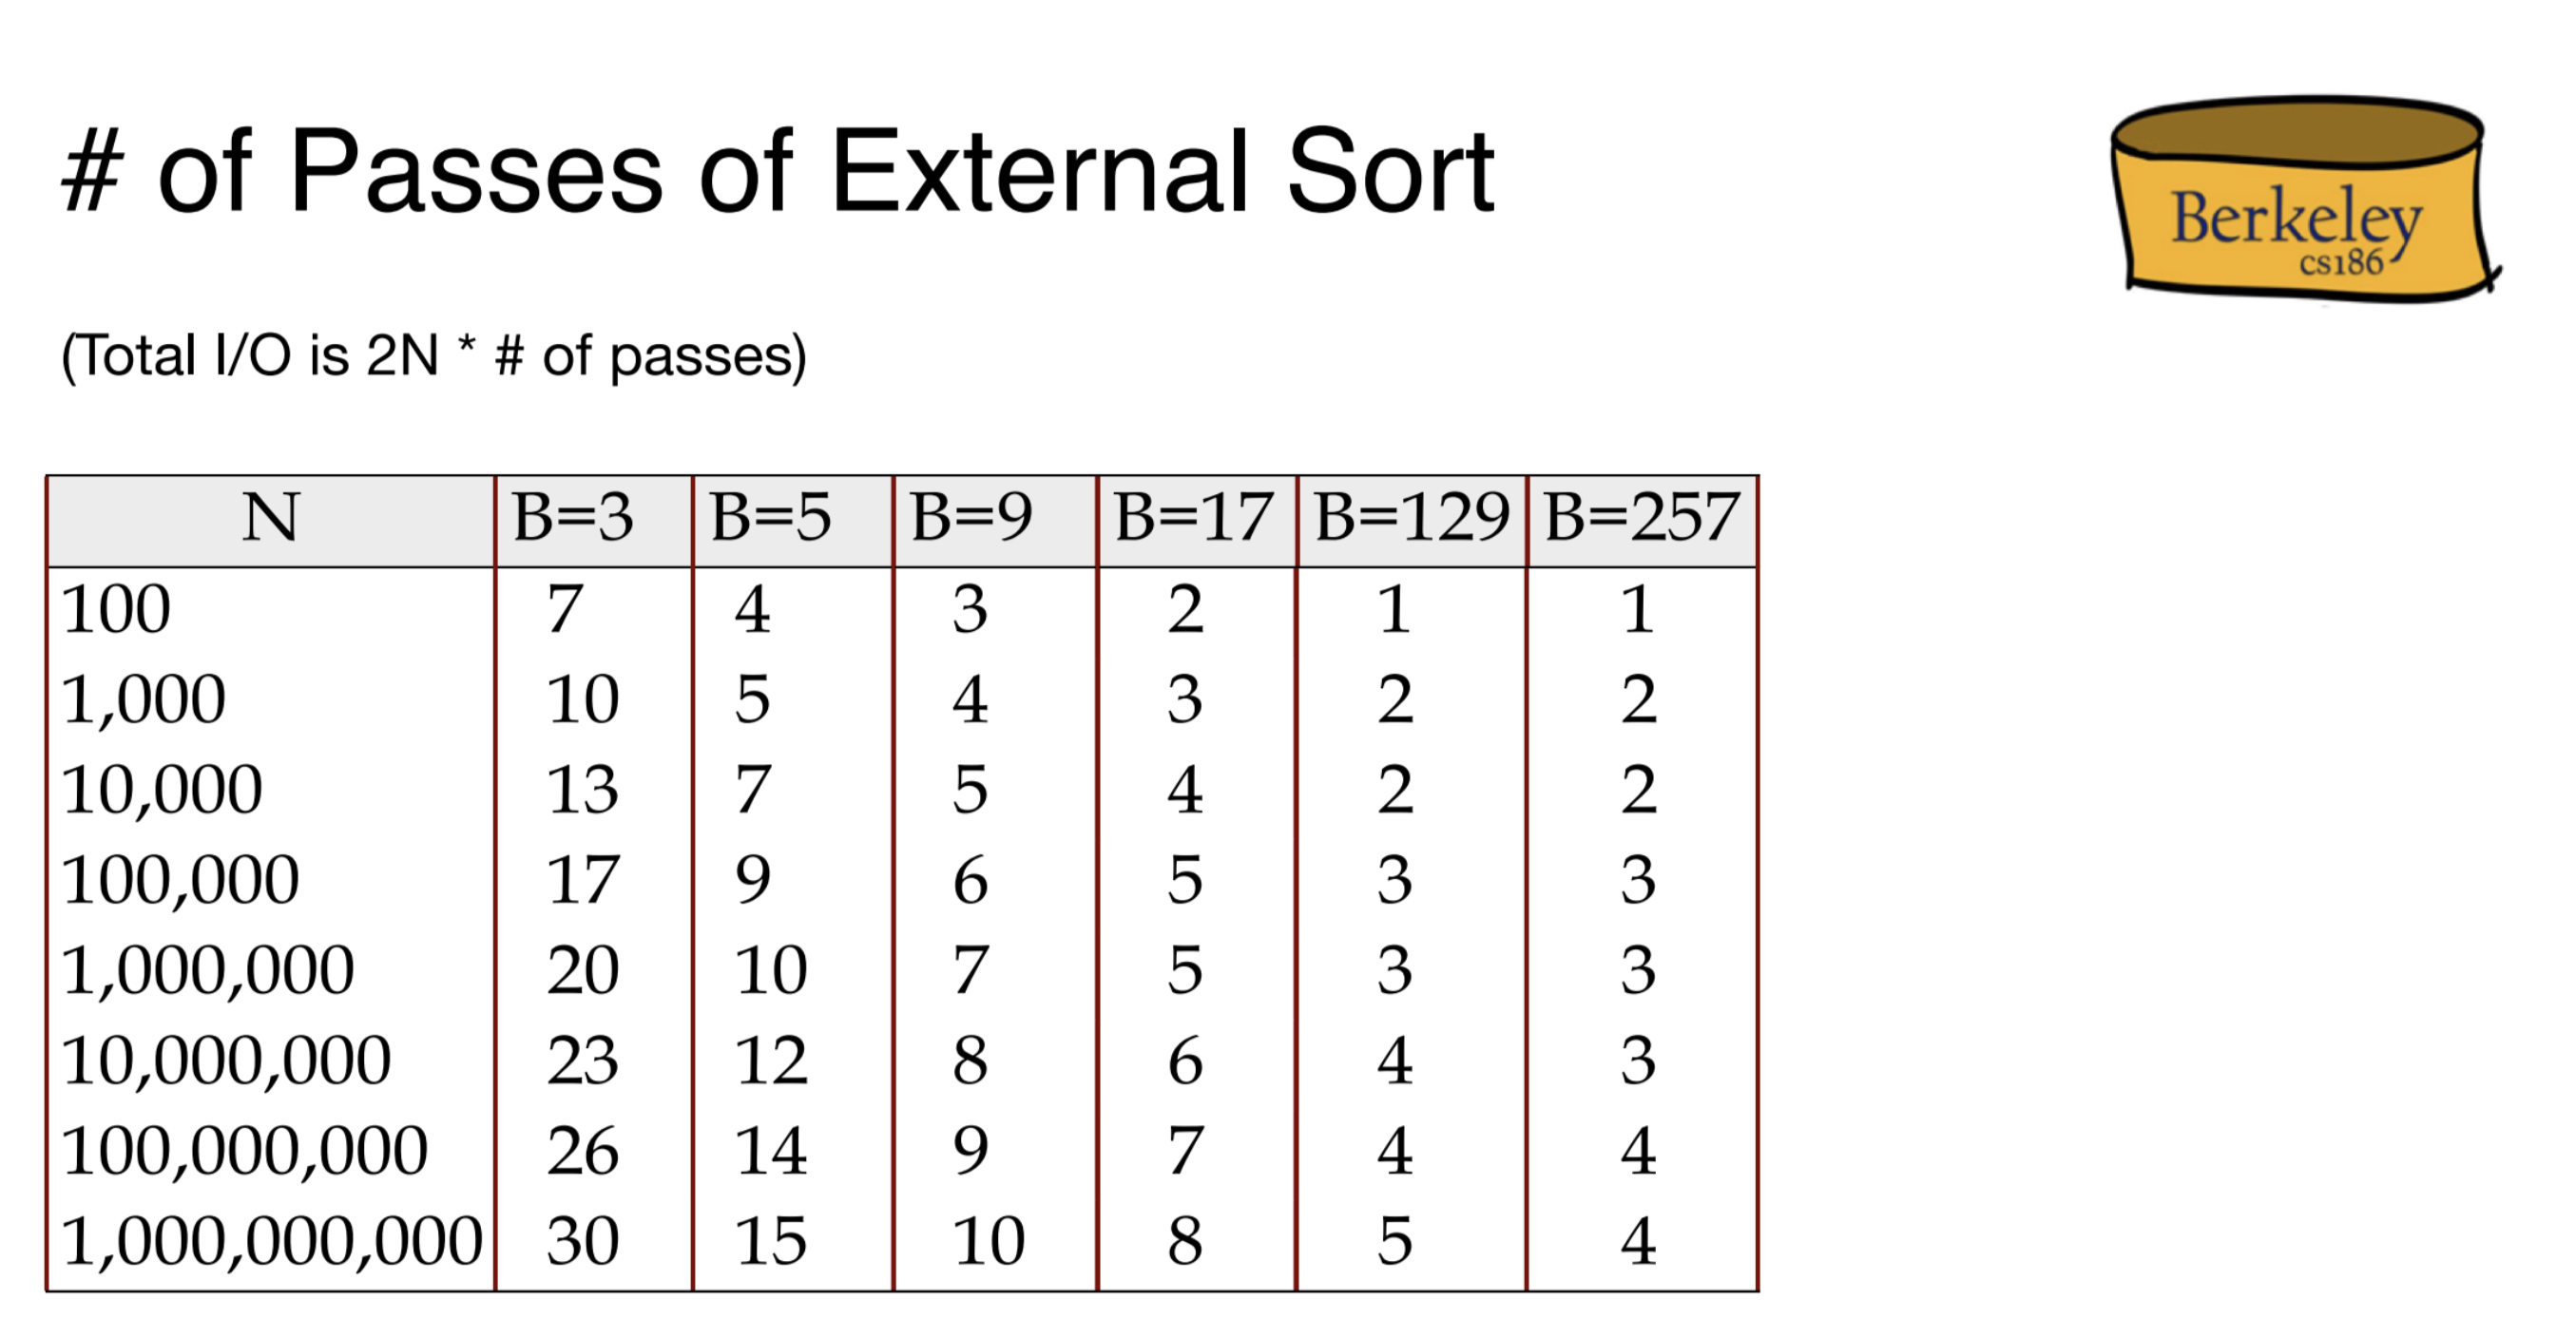 # of Passes of External Sort
Berkeley
cs186
(Total I/O is 2N * # of passes)
N B=3 B=5 B=9 B=17 B=129 B=257
100 7 4 3 2 1 1
1,000 10 5 4 3 2 2
10,000 13 7 5 4 2 2
100,000 17 9 6 5 3 3
1,000,000 20 10 7 5 3 3
10,000,000 23 12 8 6 4 3
100,000,000 26 14 9 7 4 4
1,000,000,000 30 15 10 8 5 4